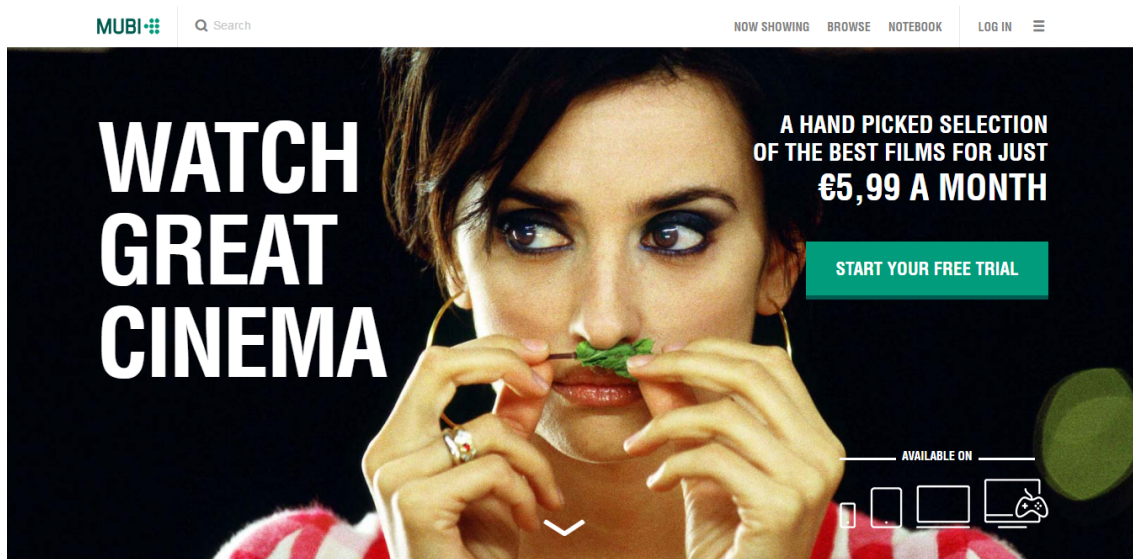 MUBI
Search
NOW SHOWING
BROWSE
NOTEBOOK
LOG IN
WATCH
GREAT
CINEMA
A HAND PICKED SELECTION
OF THE BEST FILMS FOR JUST
€5,99 A MONTH
START YOUR FREE TRIAL
AVAILABLE ON